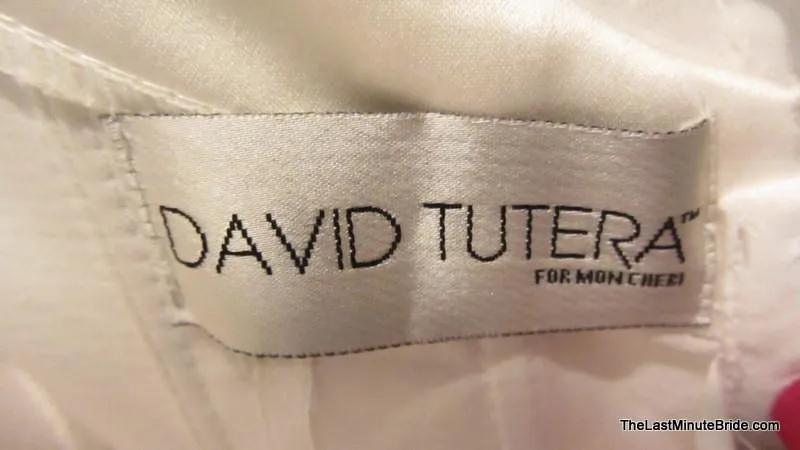 DAVID TUTERA™
FOR MON CHERI
TheLastMinuteBride.com